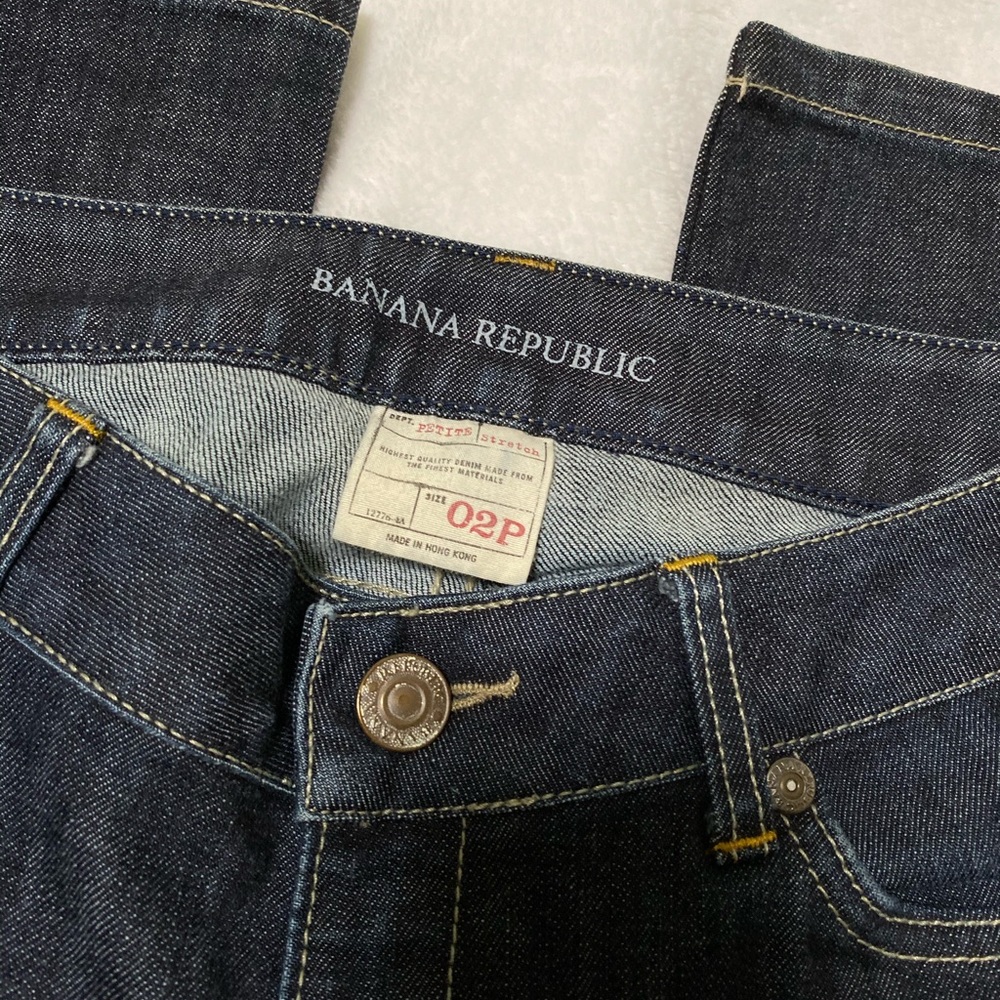 BANANA REPUBLIC
DEPT. PETITE Stretch
HIGHEST QUALITY DENIM MADE FROM
THE FINEST MATERIALS
SIZE 02P
MADE IN HONG KONG